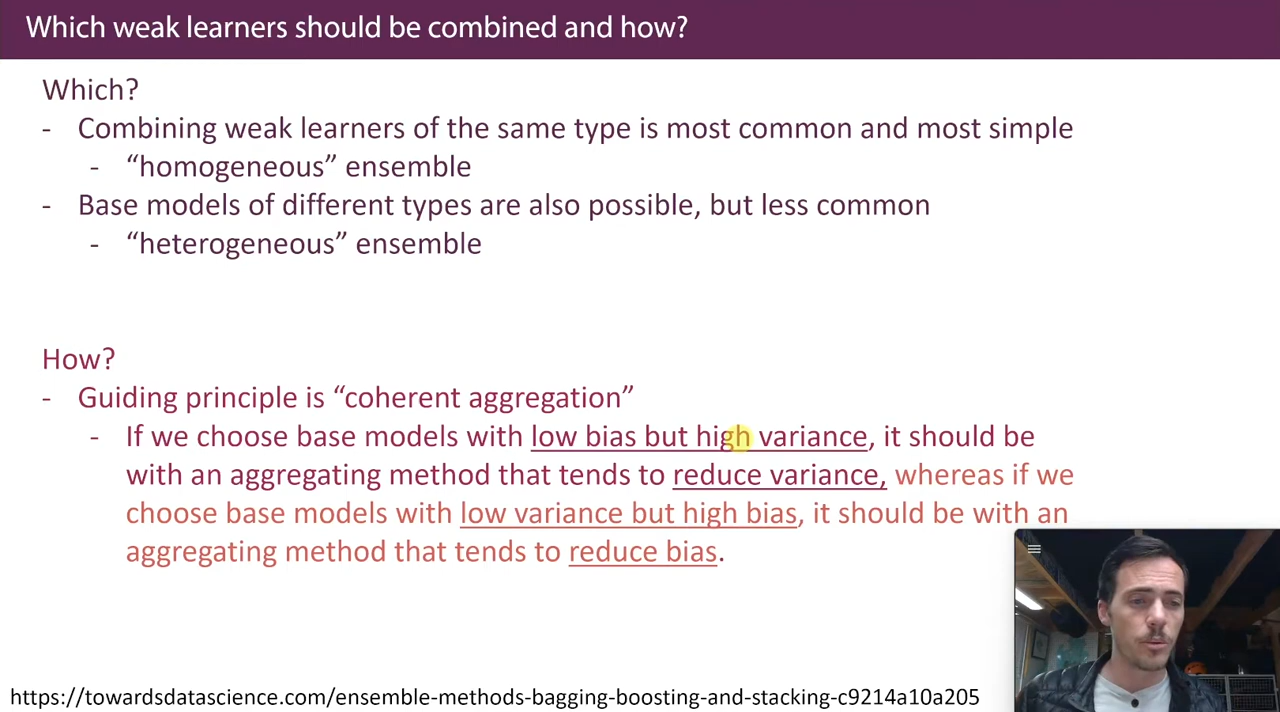 Which weak learners should be combined and how?
Which?
- Combining weak learners of the same type is most common and most simple
- “homogeneous” ensemble
- Base models of different types are also possible, but less common
- “heterogeneous” ensemble
How?
- Guiding principle is “coherent aggregation”
- If we choose base models with low bias but high variance, it should be
with an aggregating method that tends to reduce variance, whereas if we
choose base models with low variance but high bias, it should be with an
aggregating method that tends to reduce bias.
https://towardsdatascience.com/ensemble-methods-bagging-boosting-and-stacking-c9214a10a205